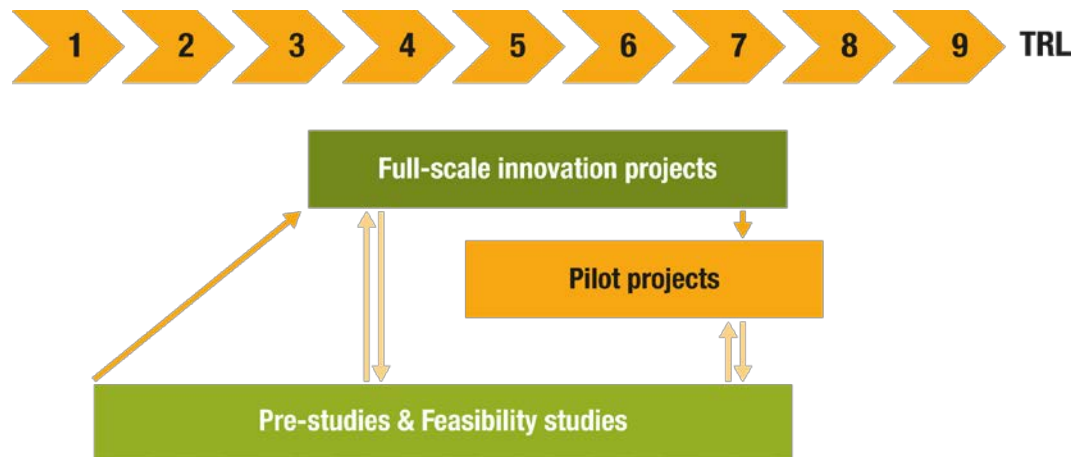 1 2 3 4 5 6 7 8 9 TRL
Full-scale innovation projects
Pilot projects
Pre-studies & Feasibility studies